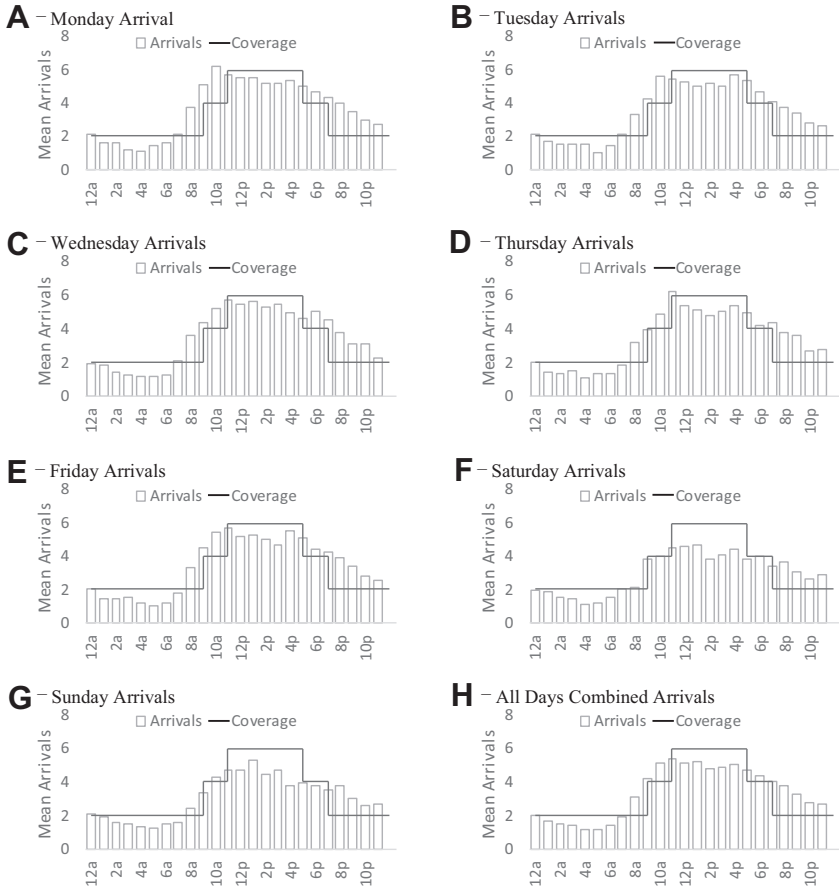 A – Monday Arrival
8
6
4
2
0
Mean Arrivals
Arrivals Coverage
12a 2a 4a 6a 8a 10a 12p 2p 4p 6p 8p 10p
B – Tuesday Arrivals
8
6
4
2
0
Mean Arrivals
Arrivals Coverage
12a 2a 4a 6a 8a 10a 12p 2p 4p 6p 8p 10p
C – Wednesday Arrivals
8
6
4
2
0
Mean Arrivals
Arrivals Coverage
12a 2a 4a 6a 8a 10a 12p 2p 4p 6p 8p 10p
D – Thursday Arrivals
8
6
4
2
0
Mean Arrivals
Arrivals Coverage
12a 2a 4a 6a 8a 10a 12p 2p 4p 6p 8p 10p
E – Friday Arrivals
8
6
4
2
0
Mean Arrivals
Arrivals Coverage
12a 2a 4a 6a 8a 10a 12p 2p 4p 6p 8p 10p
F – Saturday Arrivals
8
6
4
2
0
Mean Arrivals
Arrivals Coverage
12a 2a 4a 6a 8a 10a 12p 2p 4p 6p 8p 10p
G – Sunday Arrivals
8
6
4
2
0
Mean Arrivals
Arrivals Coverage
12a 2a 4a 6a 8a 10a 12p 2p 4p 6p 8p 10p
H – All Days Combined Arrivals
8
6
4
2
0
Mean Arrivals
Arrivals Coverage
12a 2a 4a 6a 8a 10a 12p 2p 4p 6p 8p 10p